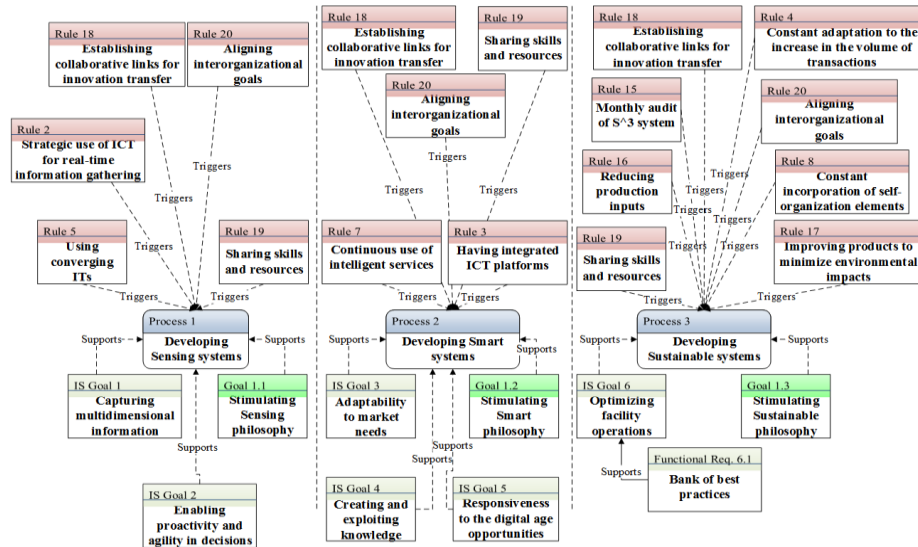 Rule 18
Establishing
collaborative links for
innovation transfer
Rule 20
Aligning
interorganizational
goals
Rule 2
Strategic use of ICT
for real-time
information gathering
Triggers
Triggers
Triggers
Rule 5
Using
converging
ITs
Rule 19
Sharing skills
and resources
Triggers
Triggers
Process 1
Developing
Sensing systems
Supports
Supports
IS Goal 1
Capturing
multidimensional
information
Goal 1.1
Stimulating
Sensing
philosophy
Supports
IS Goal 2
Enabling
proactivity and
agility in decisions
Rule 18
Establishing
collaborative links for
innovation transfer
Rule 19
Sharing skills
and resources
Rule 20
Aligning
interorganizational
goals
Triggers
Triggers
Triggers
Rule 7
Continuous use of
intelligent services
Rule 3
Having integrated
ICT platforms
Triggers
Triggers
Process 2
Developing Smart
systems
Supports
Supports
IS Goal 3
Adaptability
to market
needs
Goal 1.2
Stimulating
Smart
philosophy
Supports
Supports
IS Goal 4
Creating and
exploiting
knowledge
IS Goal 5
Responsiveness
to the digital age
opportunities
Rule 18
Establishing
collaborative links for
innovation transfer
Rule 4
Constant adaptation to the
increase in the volume of
transactions
Rule 15
Monthly audit
of S^3 system
Rule 20
Aligning
interorganizational
goals
Triggers
Triggers
Triggers
Rule 16
Reducing
production
inputs
Rule 8
Constant
incorporation of self-
organization elements
Triggers
Triggers
Triggers
Rule 19
Sharing skills
and resources
Rule 17
Improving products to
minimize environmental
impacts
Triggers
Triggers
Process 3
Developing
Sustainable systems
Supports
Supports
IS Goal 6
Optimizing
facility
operations
Goal 1.3
Stimulating
Sustainable
philosophy
Supports
Functional Req. 6.1
Bank of best
practices